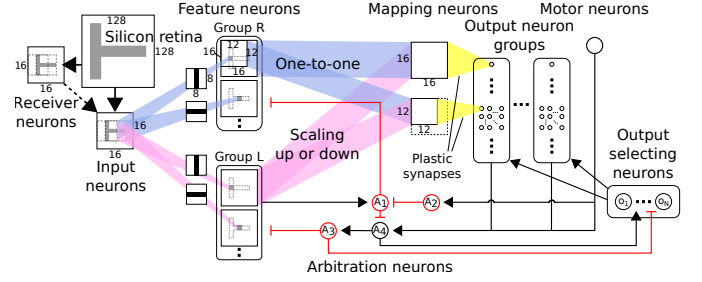 Feature neurons
Mapping neurons
Motor neurons
128
Silicon retina
128
Group R
Output neuron
groups
16
12
12
16
16
16
One-to-one
16
16
8
8
Receiver
neurons
16
16
Input
neurons
12
12
Scaling
up or down
Plastic
synapses
Output
selecting
neurons
Group L
A1
A2
A3
A4
O1
ON
Arbitration neurons